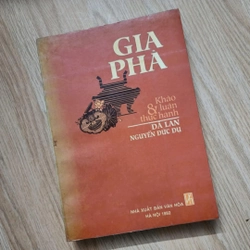 GIA
PHẢ
Khảo
& luận
thực hành
DÃ LAN
NGUYỄN ĐỨC DỤ
NHÀ XUẤT BẢN VĂN HÓA
HÀ NỘI 1992